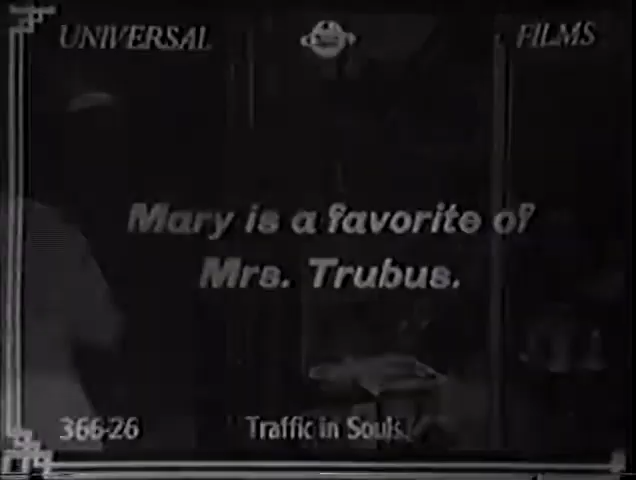 UNIVERSAL FILMS
Mary is a favorite of
Mrs. Trubus.
366-26 Traffic in Souls.